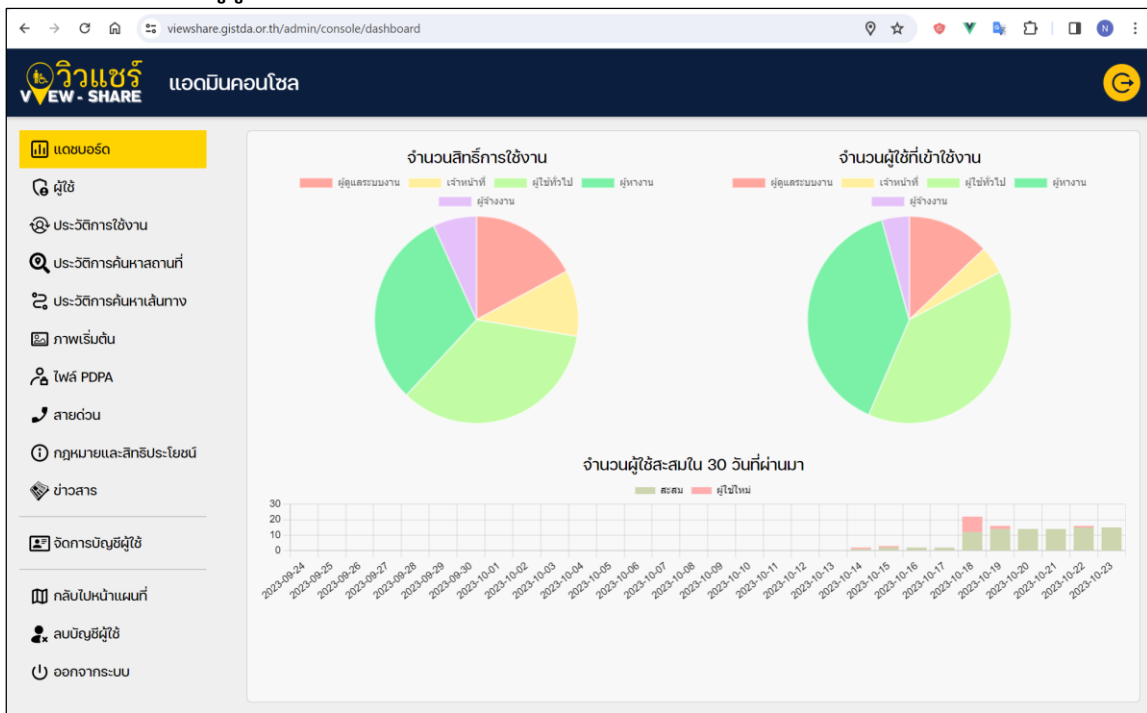 viewshare.gistda.or.th/admin/console/dashboard
N
วิวแชร์
VIEW - SHARE
แอดมินคอนโซล
แดชบอร์ด
ผู้ใช้
ประวัติการใช้งาน
ประวัติการค้นหาสถานที่
ประวัติการค้นหาเส้นทาง
ภาพเริ่มต้น
ไฟล์ PDPA
สายด่วน
กฎหมายและสิทธิประโยชน์
ข่าวสาร
จัดการบัญชีผู้ใช้
กลับไปหน้าแผนที่
ลบบัญชีผู้ใช้
ออกจากระบบ
จำนวนสิทธิ์การใช้งาน
ผู้ดูแลระบบงาน เจ้าหน้าที่ ผู้ใช้ทั่วไป ผู้หางาน
ผู้จ้างงาน
จำนวนผู้ใช้ที่เข้าใช้งาน
ผู้ดูแลระบบงาน เจ้าหน้าที่ ผู้ใช้ทั่วไป ผู้หางาน
ผู้จ้างงาน
จำนวนผู้ใช้สะสมใน 30 วันที่ผ่านมา
สะสม ผู้ใช้ใหม่
30
20
10
0
2023-09-24 2023-09-25 2023-09-26 2023-09-27 2023-09-28 2023-09-29 2023-09-30 2023-10-01 2023-10-02 2023-10-03 2023-10-04 2023-10-05 2023-10-06 2023-10-07 2023-10-08 2023-10-09 2023-10-10 2023-10-11 2023-10-12 2023-10-13 2023-10-14 2023-10-15 2023-10-16 2023-10-17 2023-10-18 2023-10-19 2023-10-20 2023-10-21 2023-10-22 2023-10-23